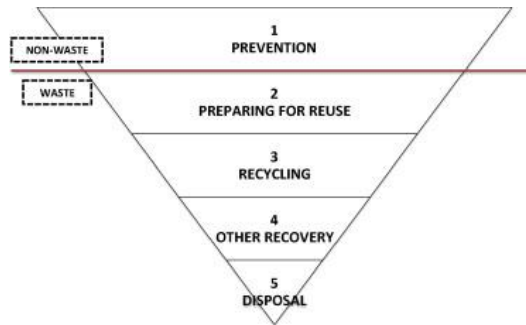 1
PREVENTION
NON-WASTE
WASTE
2
PREPARING FOR REUSE
3
RECYCLING
4
OTHER RECOVERY
5
DISPOSAL